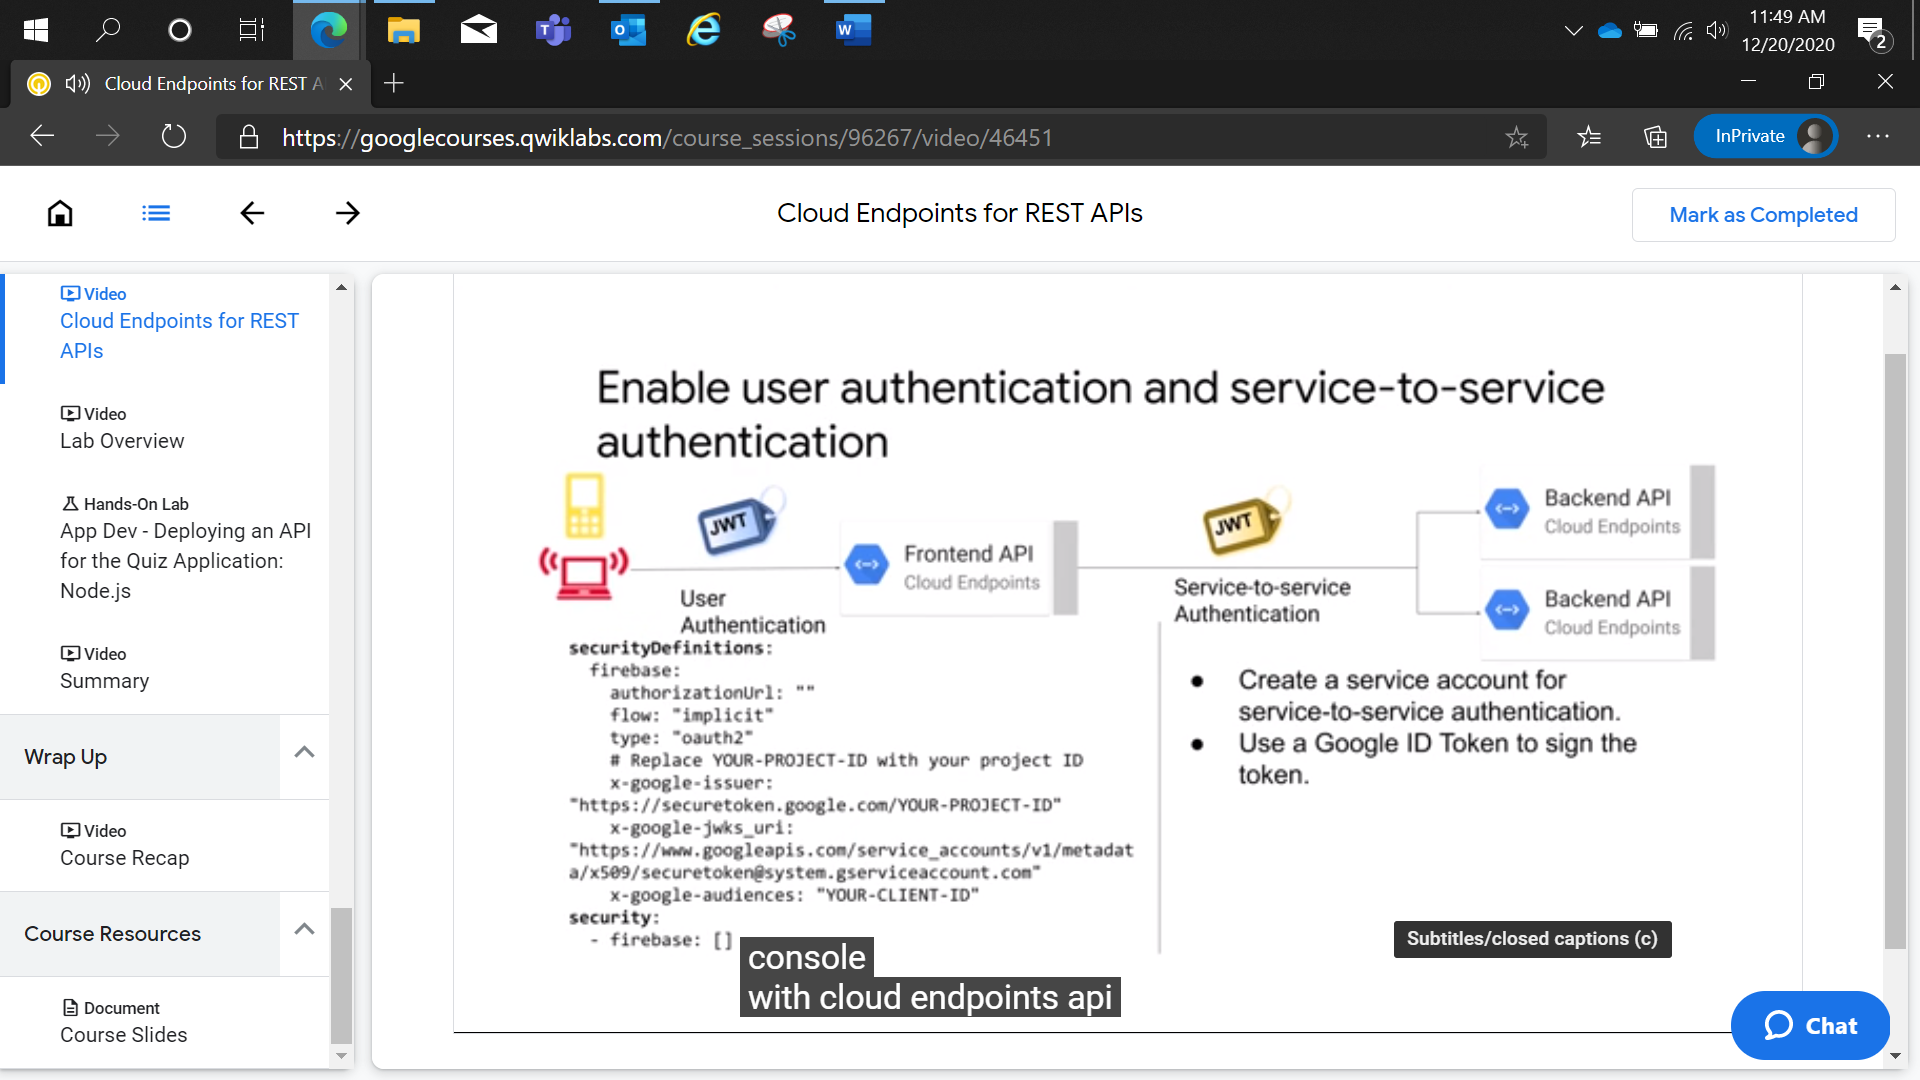 11:49 AM
12/20/2020
2
Cloud Endpoints for REST A
https://googlecourses.qwiklabs.com/course_sessions/96267/video/46451
InPrivate
Cloud Endpoints for REST APIs
Mark as Completed
Video
Cloud Endpoints for REST
APIs
Video
Lab Overview
Hands-On Lab
App Dev - Deploying an API
for the Quiz Application:
Node.js
Video
Summary
Wrap Up
Video
Course Recap
Course Resources
Document
Course Slides
Enable user authentication and service-to-service
authentication
JWT
User
Authentication
Frontend API
Cloud Endpoints
JWT
Service-to-service
Authentication
Backend API
Cloud Endpoints
Backend API
Cloud Endpoints
securityDefinitions:
firebase:
authorizationUrl: ""
flow: "implicit"
type: "oauth2"
# Replace YOUR-PROJECT-ID with your project ID
x-google-issuer:
"https://securetoken.google.com/YOUR-PROJECT-ID"
x-google-jwks_uri:
"https://www.googleapis.com/service_accounts/v1/metadat
a/x509/securetoken@system.gserviceaccount.com"
x-google-audiences: "YOUR-CLIENT-ID"
security:
- firebase: []
● Create a service account for
service-to-service authentication.
● Use a Google ID Token to sign the
token.
console
with cloud endpoints api
Subtitles/closed captions (c)
Chat